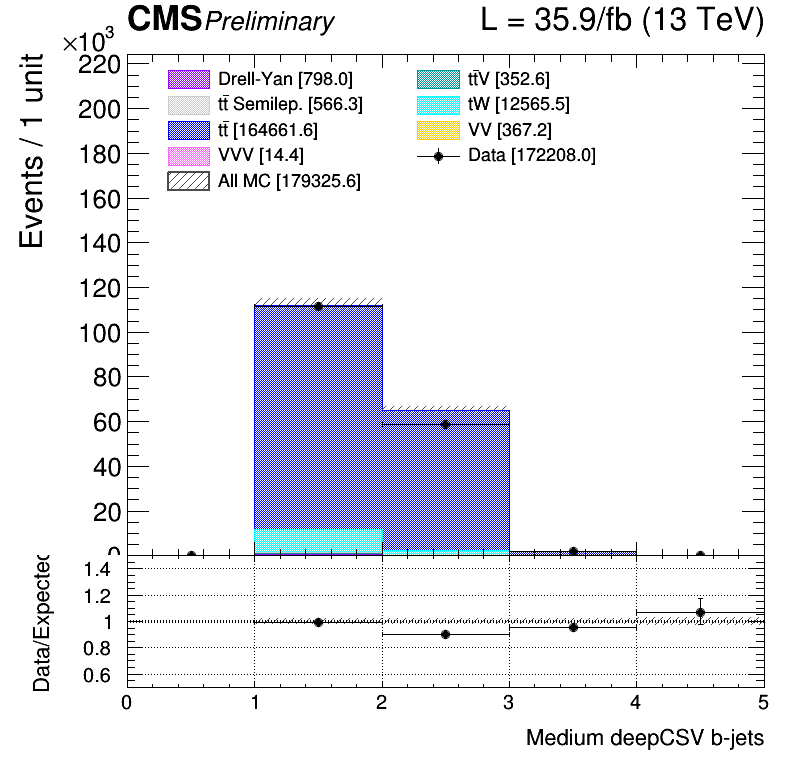 CMS Preliminary L = 35.9/fb (13 TeV)
×10³
Events / 1 unit
220
200
180
160
140
120
100
80
60
40
20
0
Drell-Yan [798.0]
tt̄ Semilep. [566.3]
tt̄ [164661.6]
VVV [14.4]
All MC [179325.6]
tt̄V [352.6]
tW [12565.5]
VV [367.2]
Data [172208.0]
Data/Expected
1.4
1.2
1
0.8
0.6
0 1 2 3 4 5
Medium deepCSV b-jets